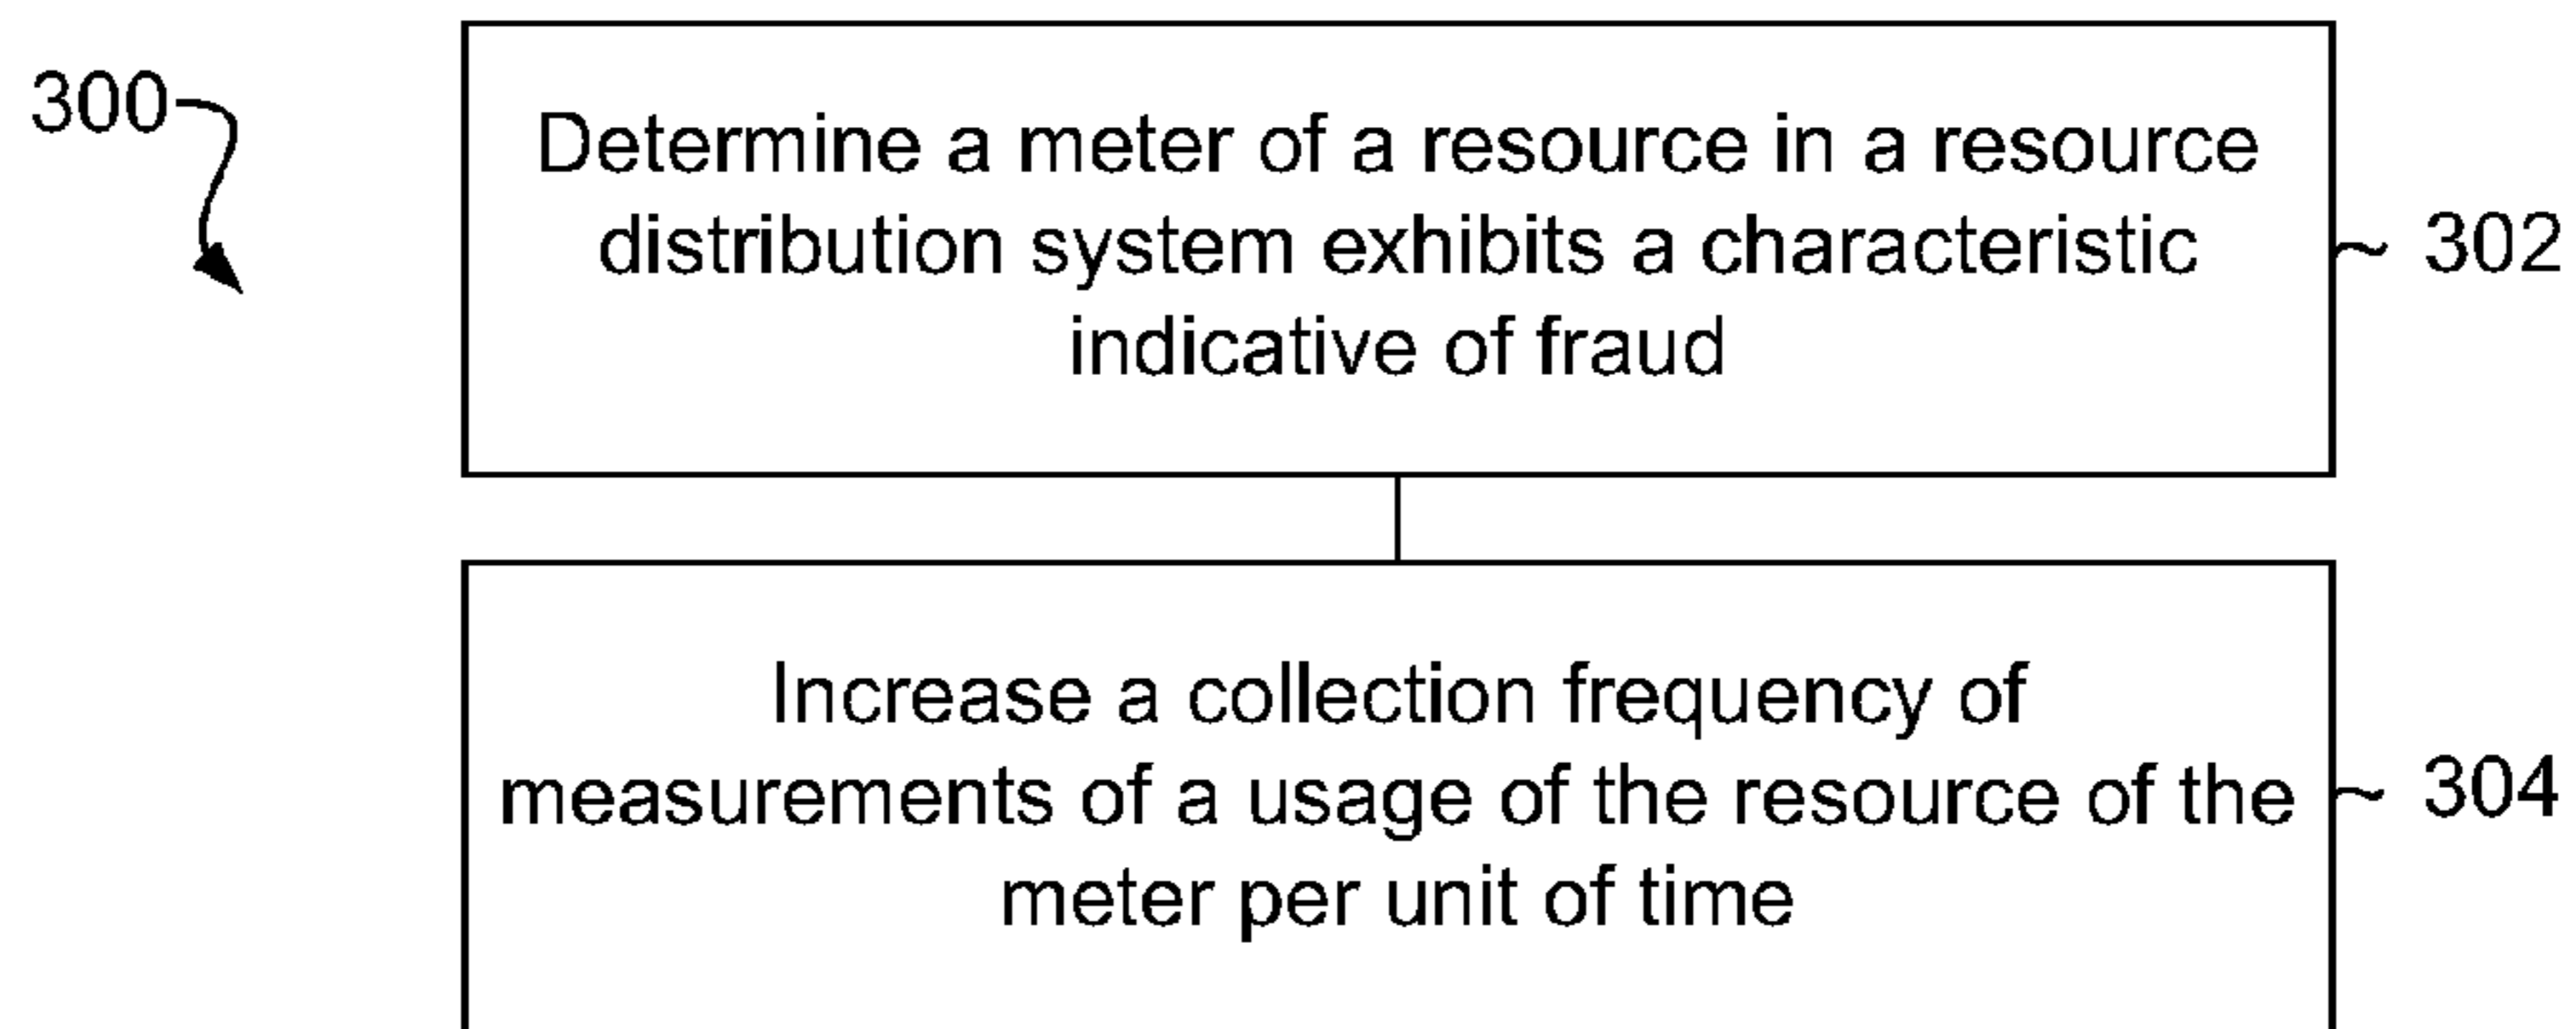 300
Determine a meter of a resource in a resource
distribution system exhibits a characteristic
indicative of fraud
302
Increase a collection frequency of
measurements of a usage of the resource of the
meter per unit of time
304